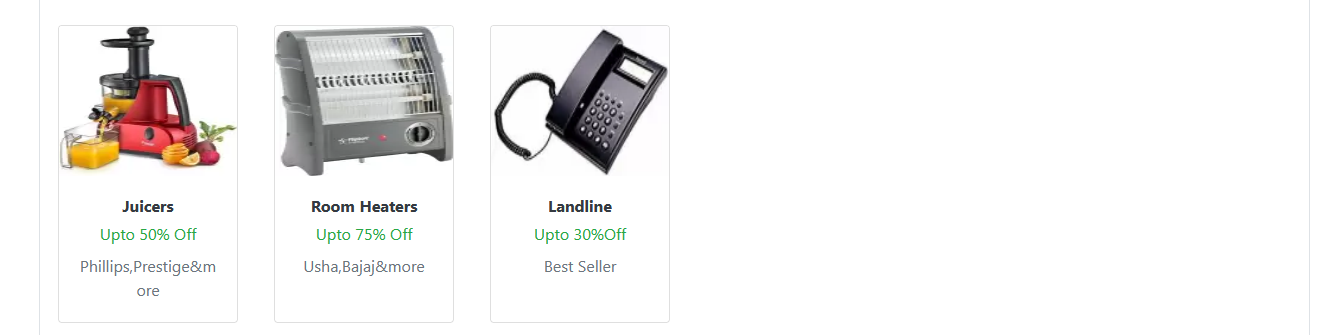 Juicers
Upto 50% Off
Phillips,Prestige&m
ore
Room Heaters
Upto 75% Off
Usha,Bajaj&more
Landline
Upto 30%Off
Best Seller